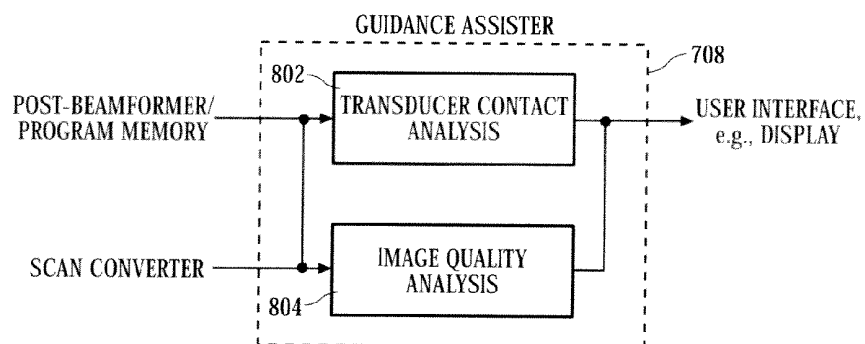 GUIDANCE ASSISTER
708
802
POST-BEAMFORMER/
PROGRAM MEMORY
TRANSDUCER CONTACT
ANALYSIS
USER INTERFACE,
e.g., DISPLAY
SCAN CONVERTER
IMAGE QUALITY
ANALYSIS
804